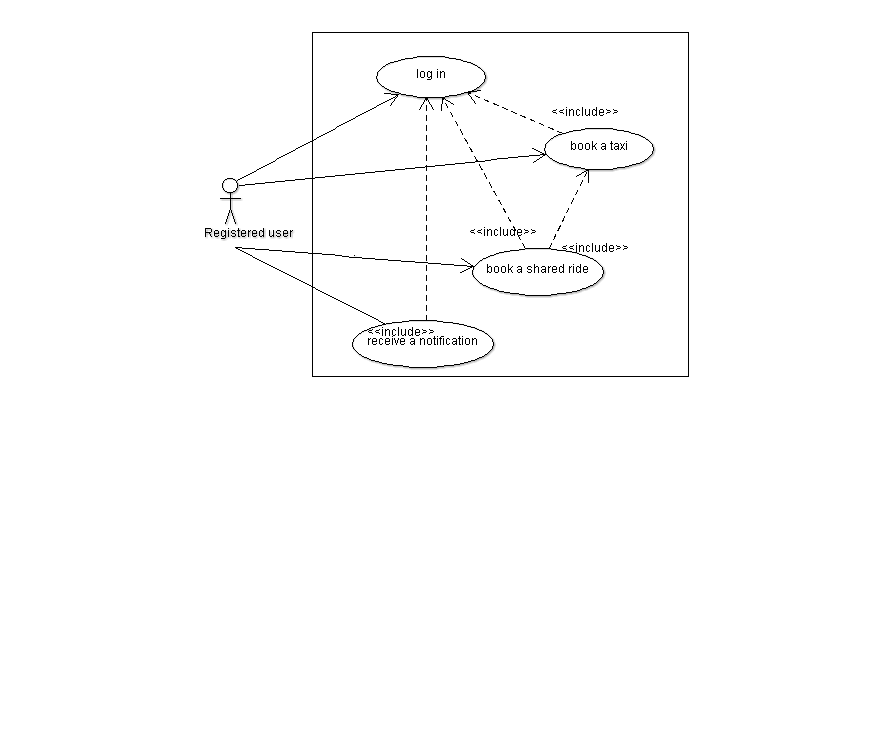 log in
<<include>>
book a taxi
Registered user
<<include>>
<<include>>
book a shared ride
<<include>>
receive a notification